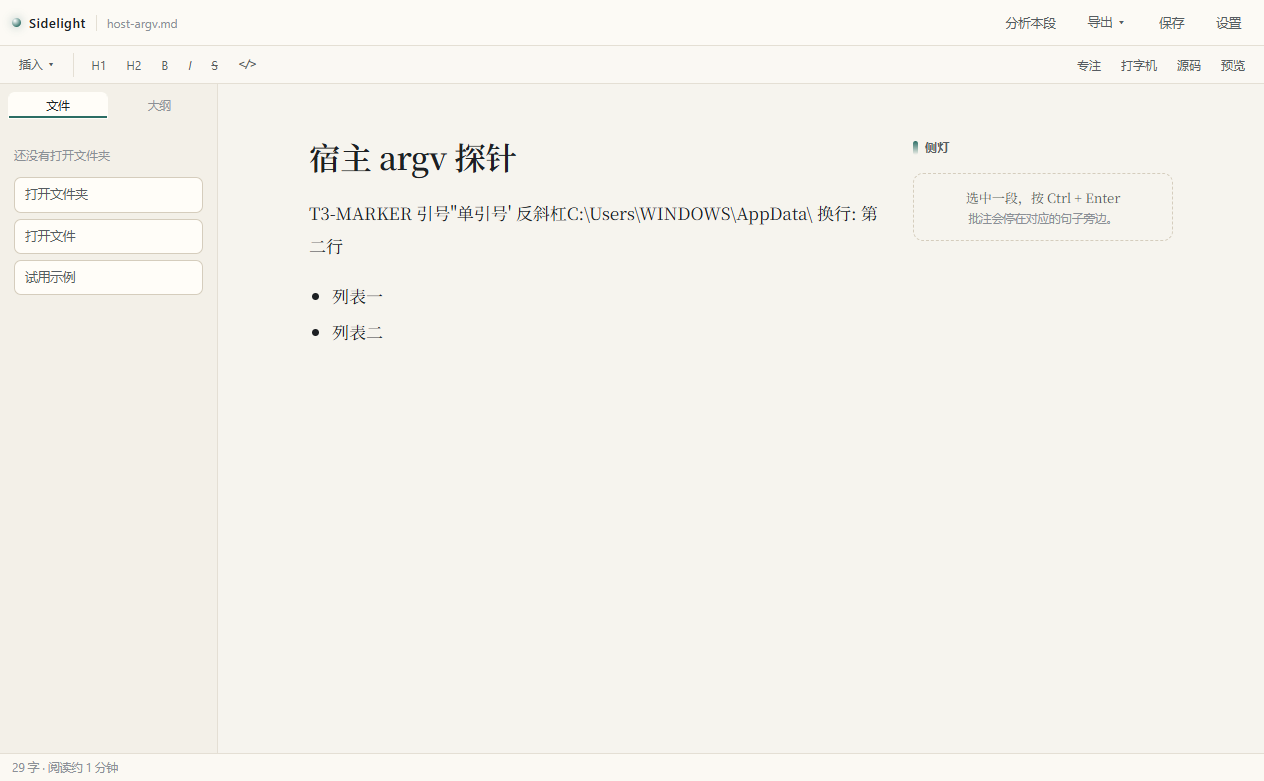 Sidelight
host-argv.md
分析本段
导出
保存
设置
插入
H1
H2
B
I
S
</>
专注
打字机
源码
预览
文件
大纲
还没有打开文件夹
打开文件夹
打开文件
试用示例
宿主 argv 探针
T3-MARKER 引号"单引号' 反斜杠C:\Users\WINDOWS\AppData\ 换行: 第
二行
列表一
列表二
侧灯
选中一段，按 Ctrl + Enter
批注会停在对应的句子旁边。
29 字 · 阅读约 1 分钟